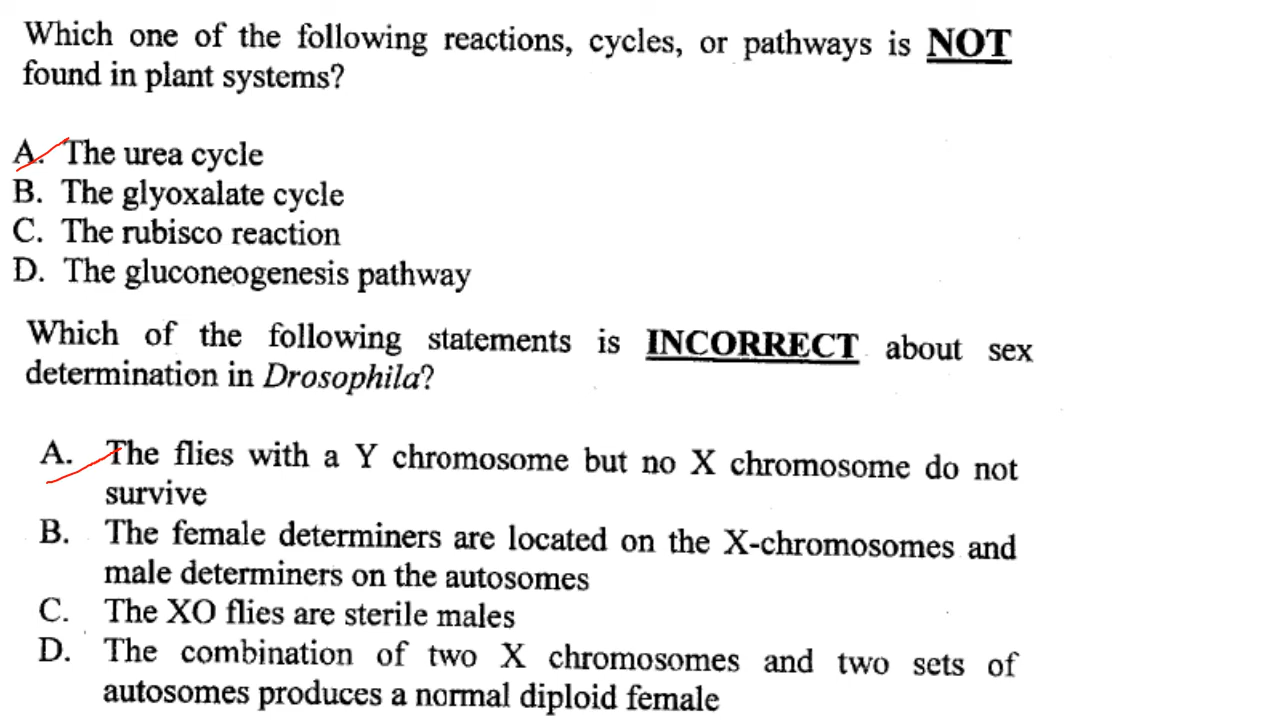 Which one of the following reactions, cycles, or pathways is NOT
found in plant systems?
A. The urea cycle
B. The glyoxalate cycle
C. The rubisco reaction
D. The gluconeogenesis pathway
Which of the following statements is INCORRECT about sex
determination in Drosophila?
A. The flies with a Y chromosome but no X chromosome do not
survive
B. The female determiners are located on the X-chromosomes and
male determiners on the autosomes
C. The XO flies are sterile males
D. The combination of two X chromosomes and two sets of
autosomes produces a normal diploid female